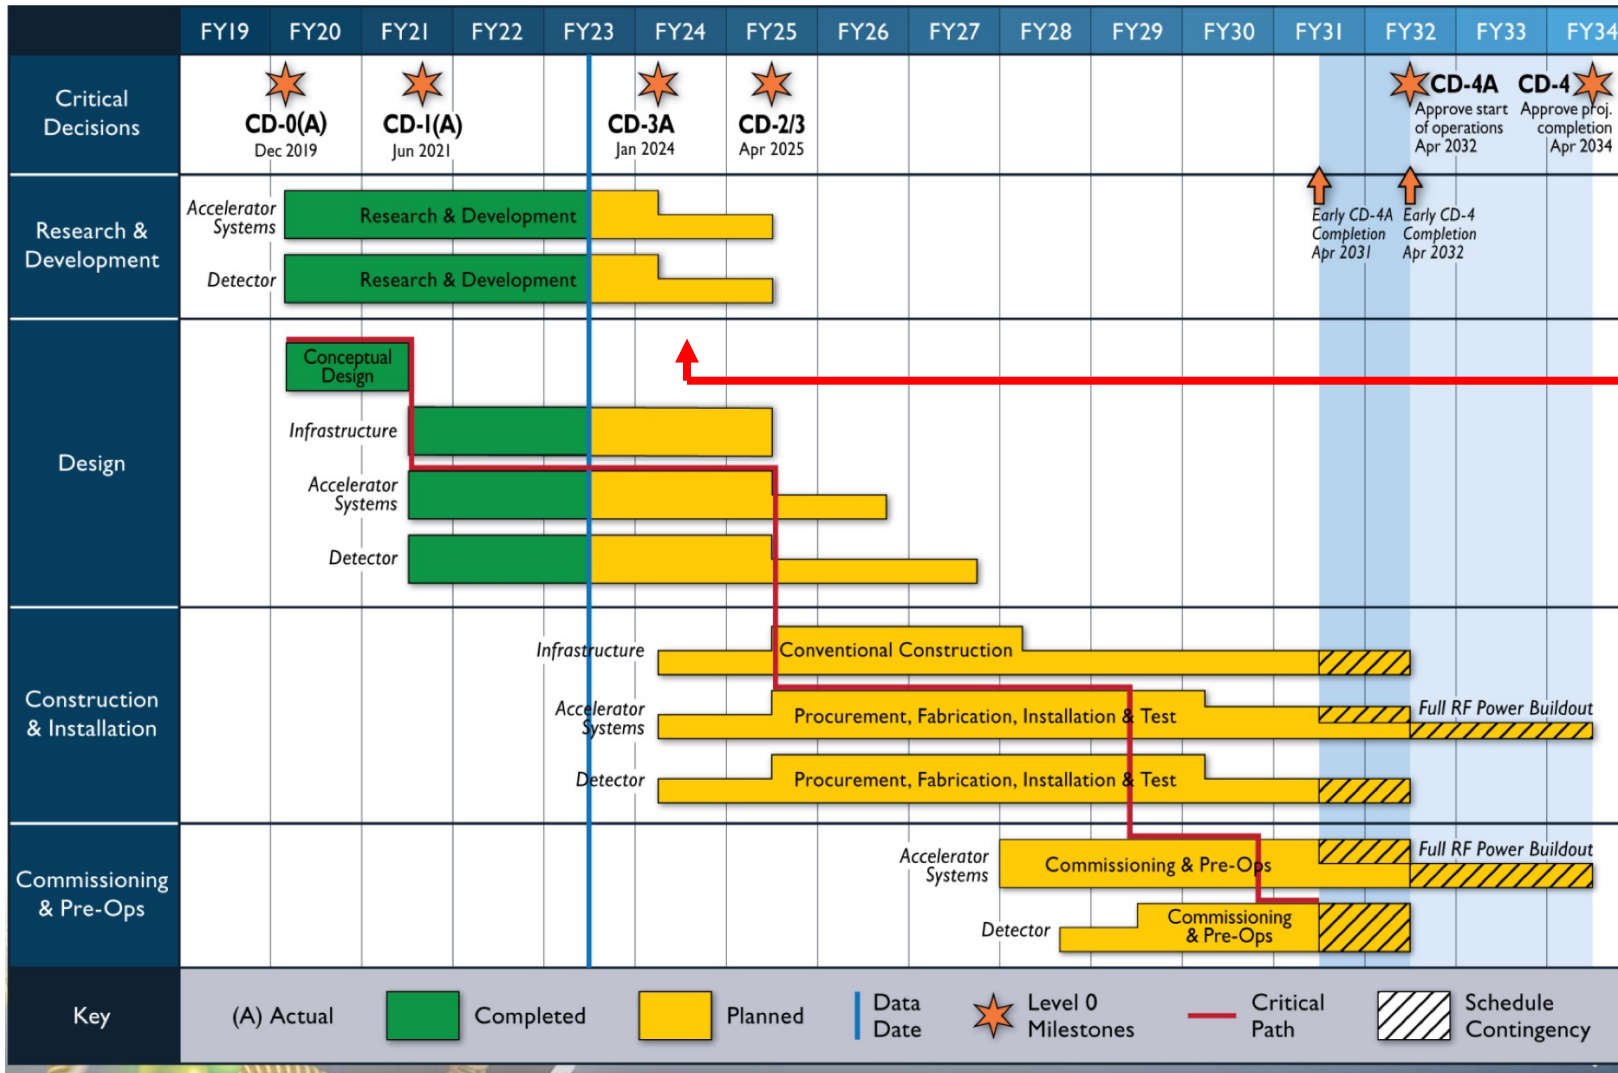 FY19 FY20 FY21 FY22 FY23 FY24 FY25 FY26 FY27 FY28 FY29 FY30 FY31 FY32 FY33 FY34
Critical
Decisions
CD-0(A)
Dec 2019
CD-1(A)
Jun 2021
CD-3A
Jan 2024
CD-2/3
Apr 2025
CD-4A
Approve start
of operations
Apr 2032
CD-4
Approve proj.
completion
Apr 2034
Research &
Development
Accelerator
Systems
Research & Development
Detector
Research & Development
Early CD-4A
Completion
Apr 2031
Early CD-4
Completion
Apr 2032
Design
Conceptual
Design
Infrastructure
Accelerator
Systems
Detector
Construction
& Installation
Infrastructure
Conventional Construction
Accelerator
Systems
Procurement, Fabrication, Installation & Test
Full RF Power Buildout
Detector
Procurement, Fabrication, Installation & Test
Commissioning
& Pre-Ops
Accelerator
Systems
Commissioning & Pre-Ops
Full RF Power Buildout
Detector
Commissioning
& Pre-Ops
Key
(A) Actual
Completed
Planned
Data
Date
Level 0
Milestones
Critical
Path
Schedule
Contingency